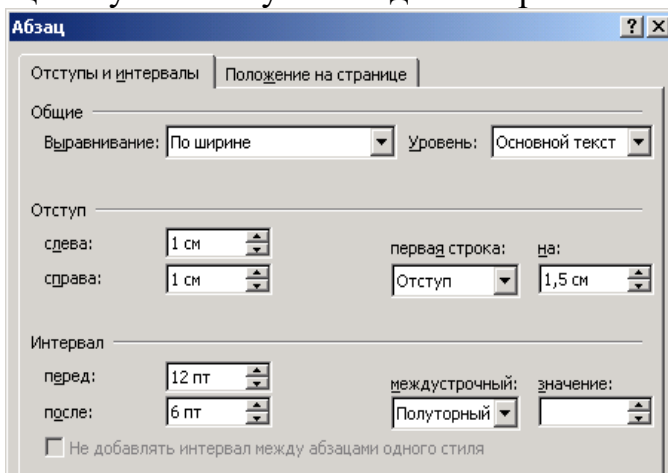 Абзац
Отступы и интервалы Положение на странице
Общие
Выравнивание: По ширине Уровень: Основной текст
Отступ
слева: 1 см первая строка: на:
справа: 1 см Отступ 1,5 см
Интервал
перед: 12 пт междустрочный: значение:
после: 6 пт Полуторный
Не добавлять интервал между абзацами одного стиля